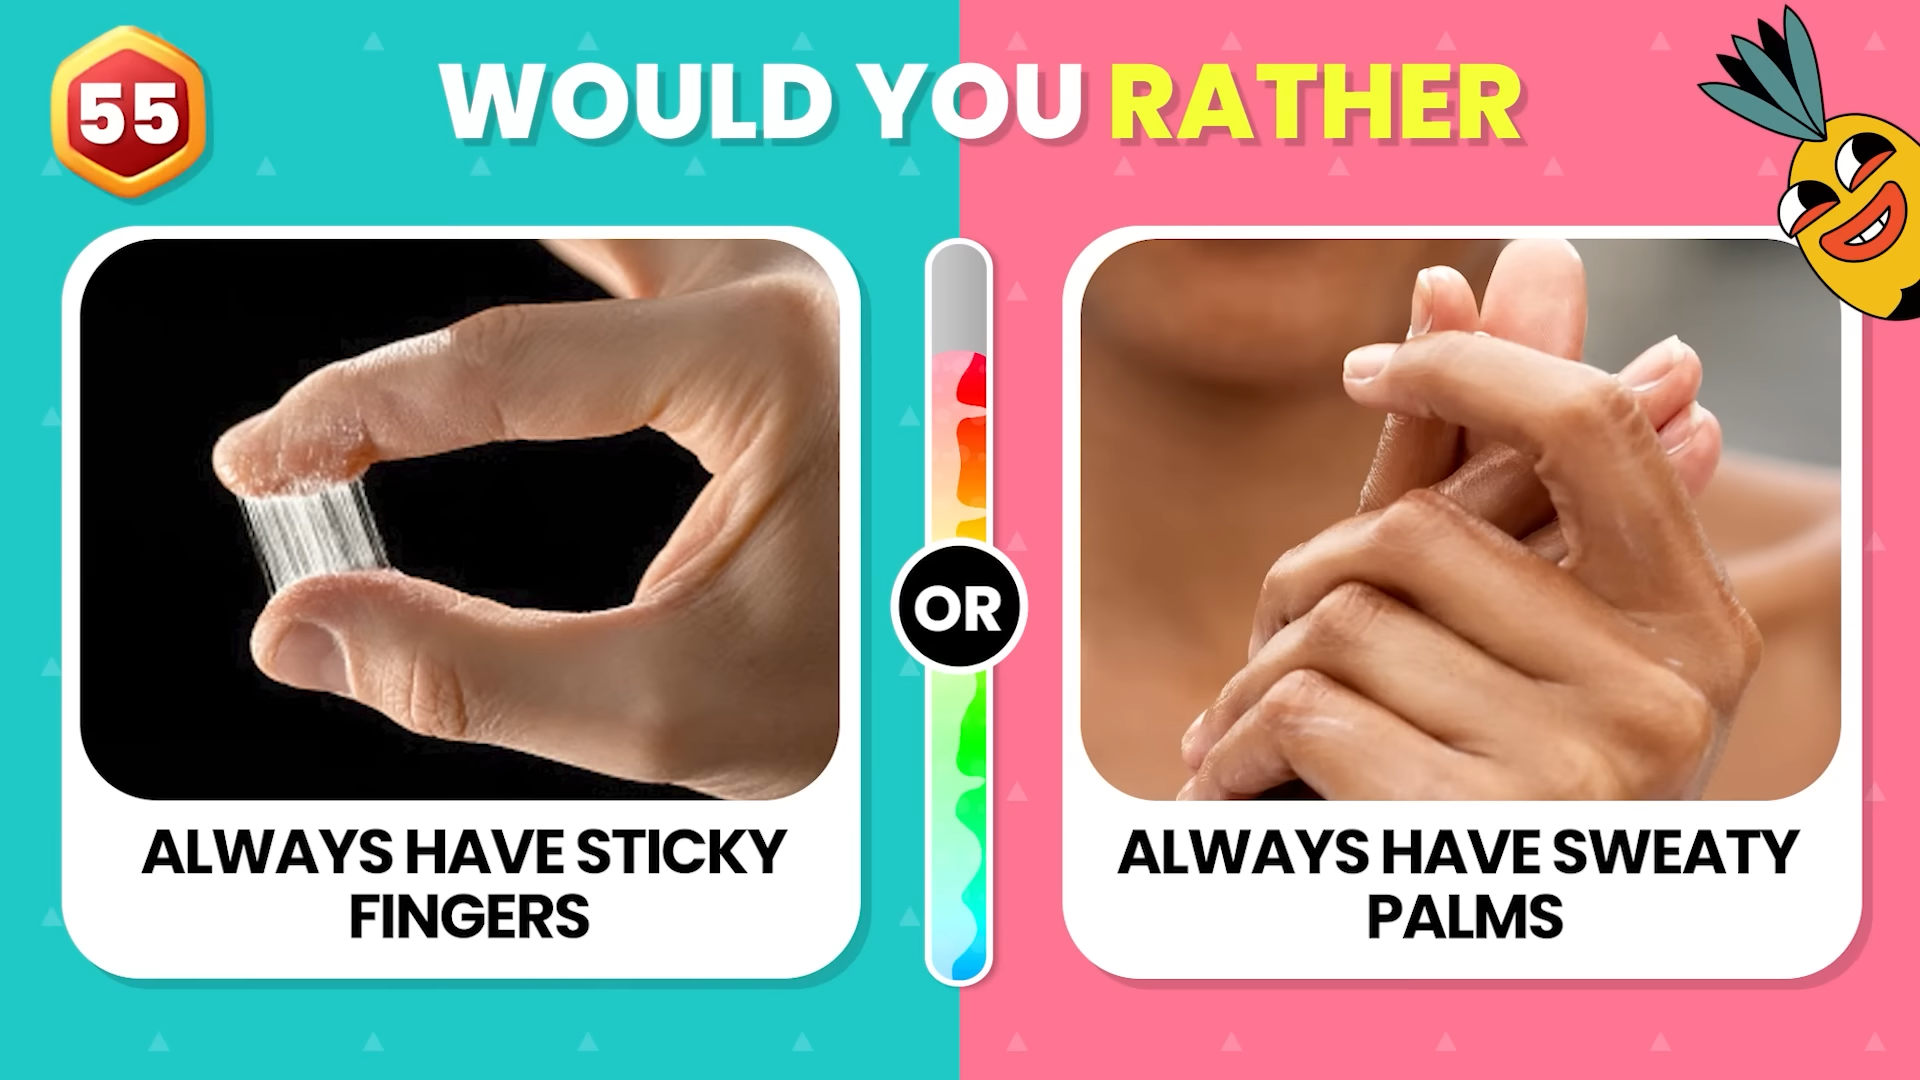 55
WOULD YOU RATHER
ALWAYS HAVE STICKY
FINGERS
OR
ALWAYS HAVE SWEATY
PALMS